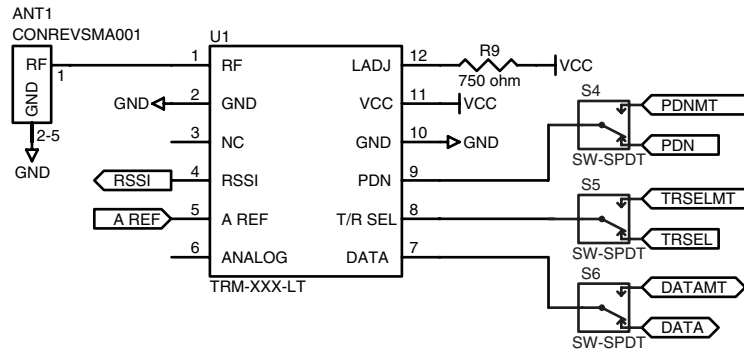 ANT1
CONREVSMA001
RF
1
GND
2-5
GND
U1
1 RF
2 GND
GND
3 NC
4 RSSI
RSSI
5 A REF
A REF
6 ANALOG
LADJ 12
R9
750 ohm
VCC
VCC 11
VCC
GND 10
GND
PDN 9
T/R SEL 8
DATA 7
TRM-XXX-LT
S4
PDNMT
PDN
SW-SPDT
S5
TRSELMT
TRSEL
SW-SPDT
S6
DATAMT
DATA
SW-SPDT